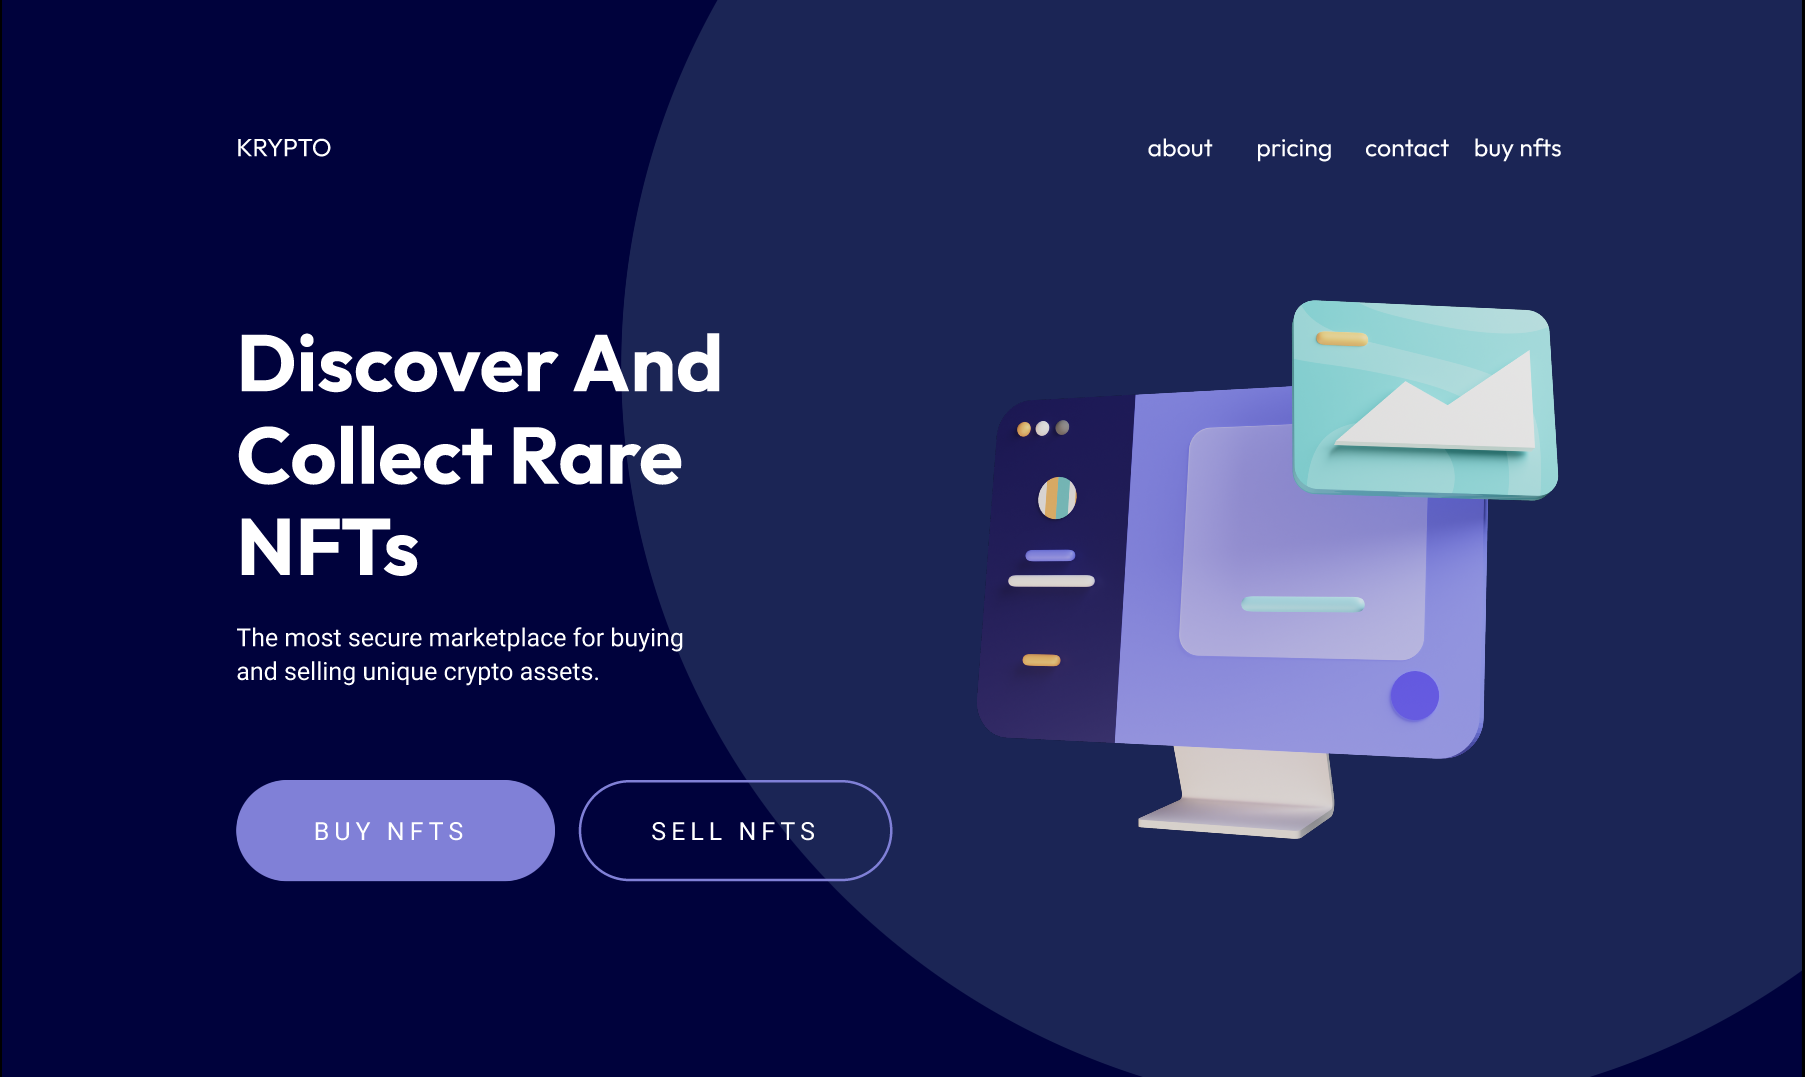 KRYPTO
about pricing contact buy nfts
Discover And
Collect Rare
NFTs
The most secure marketplace for buying
and selling unique crypto assets.
BUY NFTS SELL NFTS